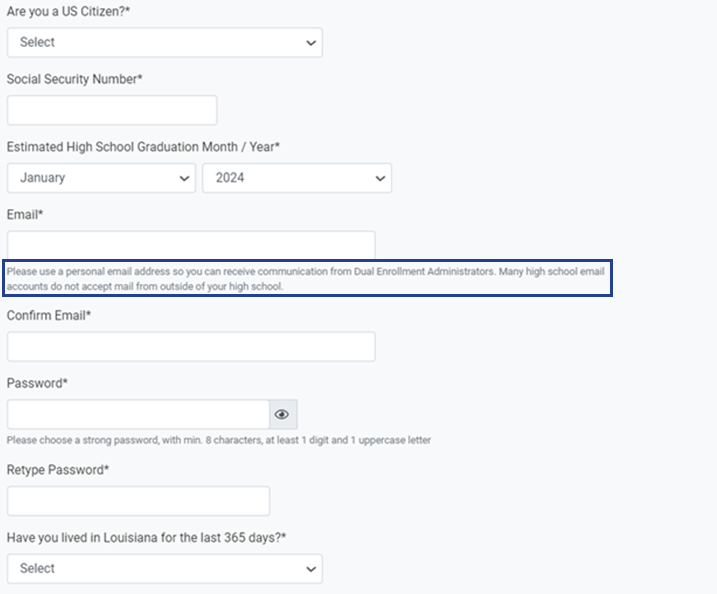 Are you a US Citizen?*
Select
Social Security Number*
Estimated High School Graduation Month / Year*
January 2024
Email*
Please use a personal email address so you can receive communication from Dual Enrollment Administrators. Many high school email
accounts do not accept mail from outside of your high school.
Confirm Email*
Password*
Please choose a strong password, with min. 8 characters, at least 1 digit and 1 uppercase letter
Retype Password*
Have you lived in Louisiana for the last 365 days?*
Select